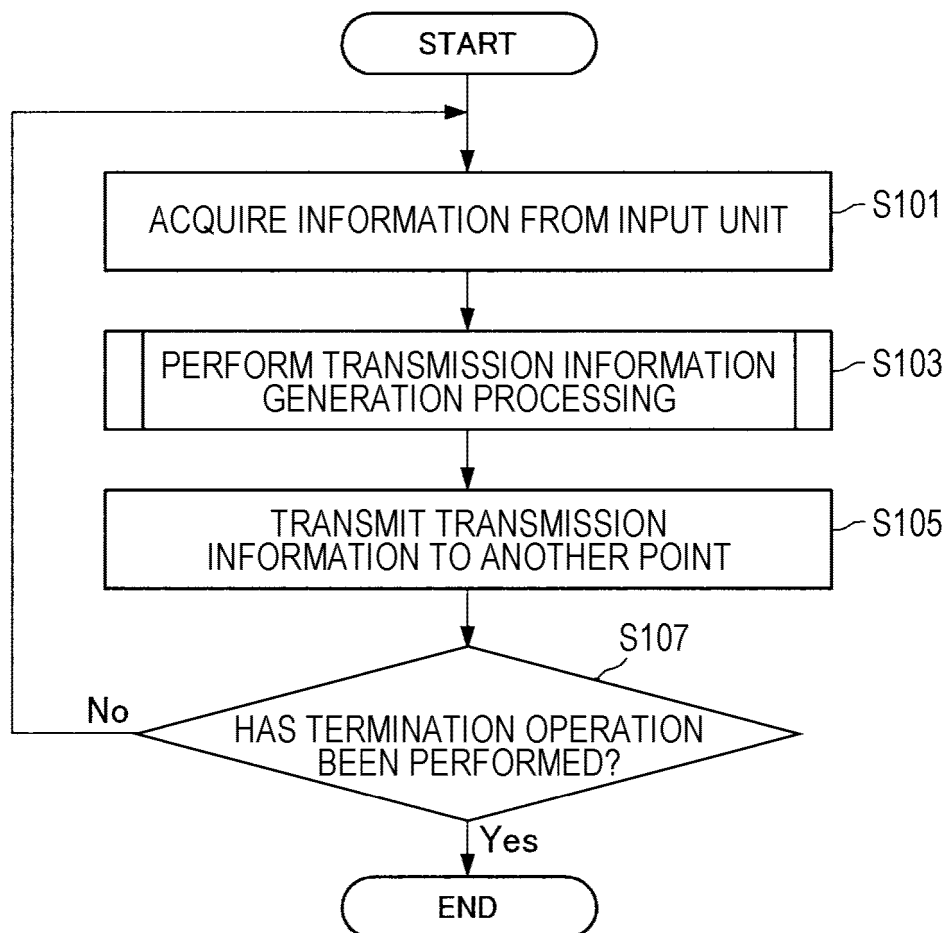 START
ACQUIRE INFORMATION FROM INPUT UNIT
S101
PERFORM TRANSMISSION INFORMATION
GENERATION PROCESSING
S103
TRANSMIT TRANSMISSION
INFORMATION TO ANOTHER POINT
S105
S107
HAS TERMINATION OPERATION
BEEN PERFORMED?
No
Yes
END